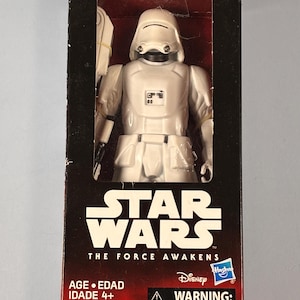 STAR
WARS
THE FORCE AWAKENS
Disney
Hasbro
AGE • EDAD
IDADE 4+
⚠ WARNING: